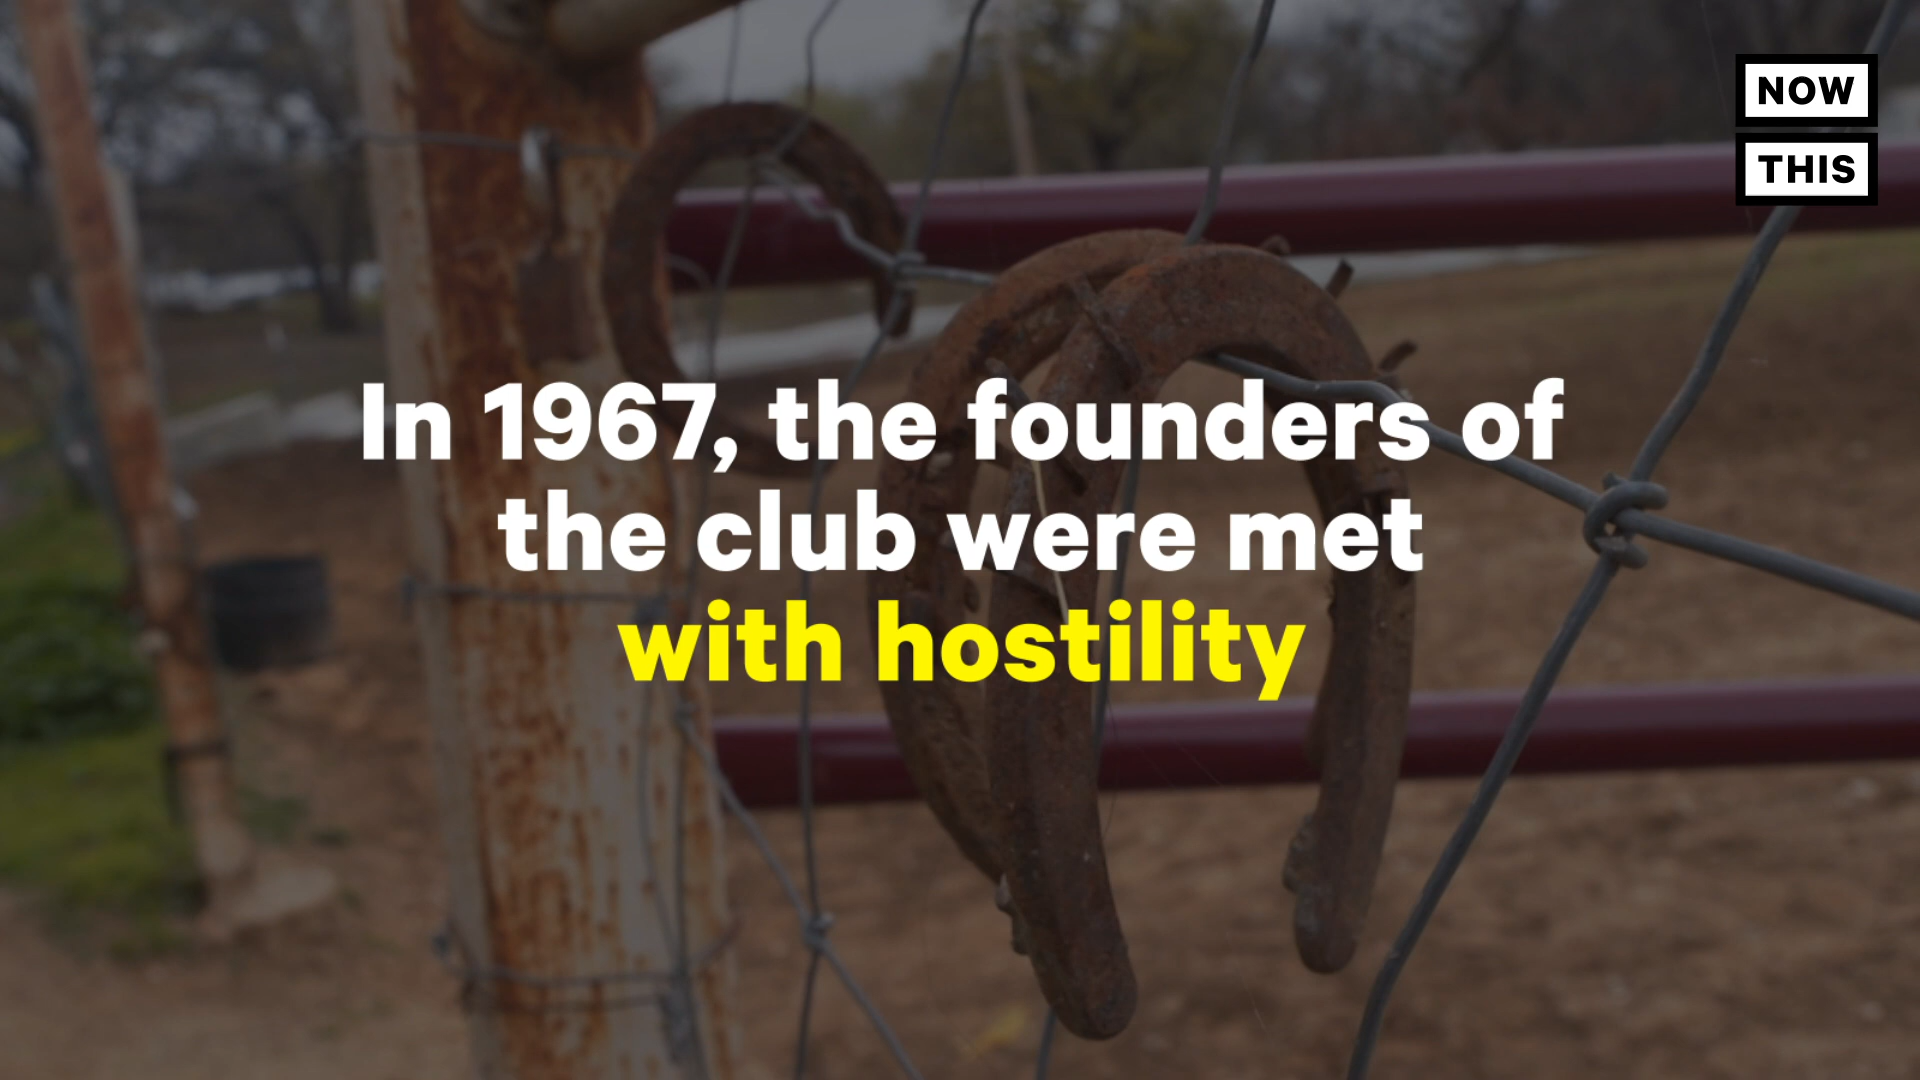 NOW
THIS
In 1967, the founders of
the club were met
with hostility